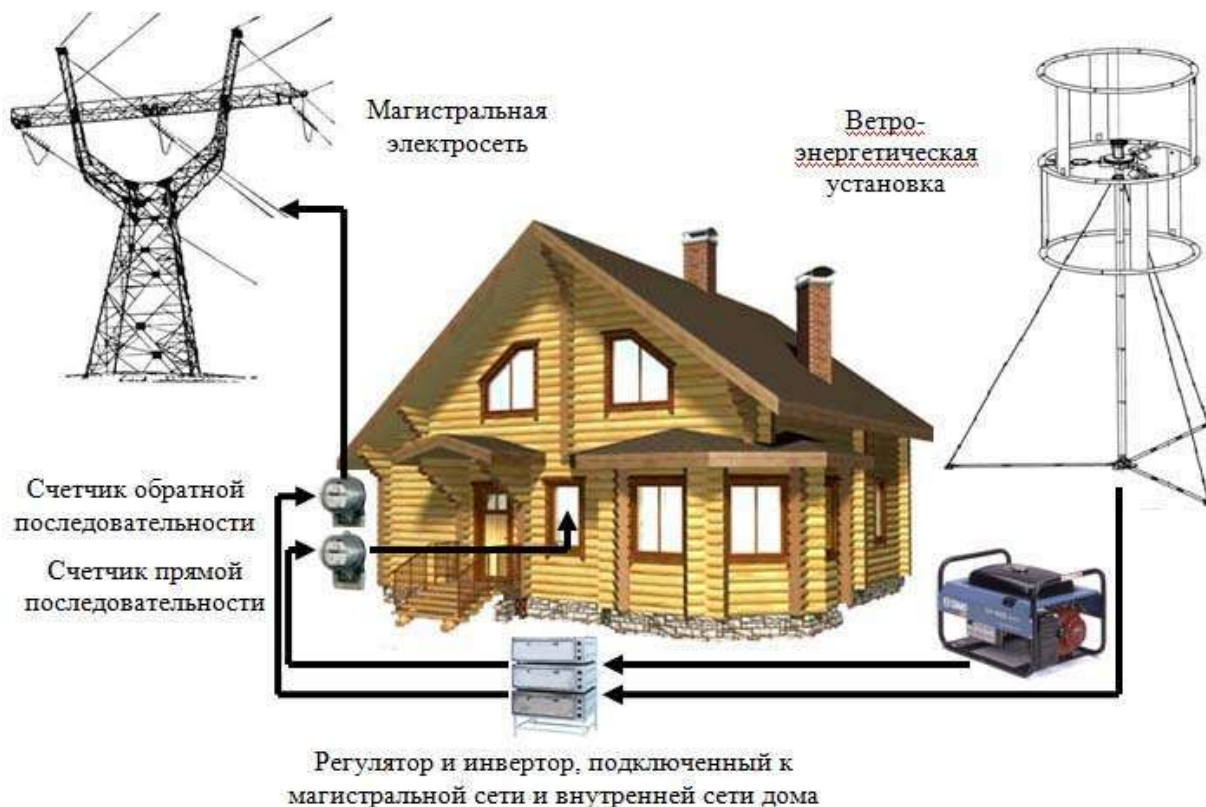 Магистральная
электросеть
Ветро-
энергетическая
установка
Счетчик обратной
последовательности
Счетчик прямой
последовательности
Регулятор и инвертор, подключенный к
магистральной сети и внутренней сети дома